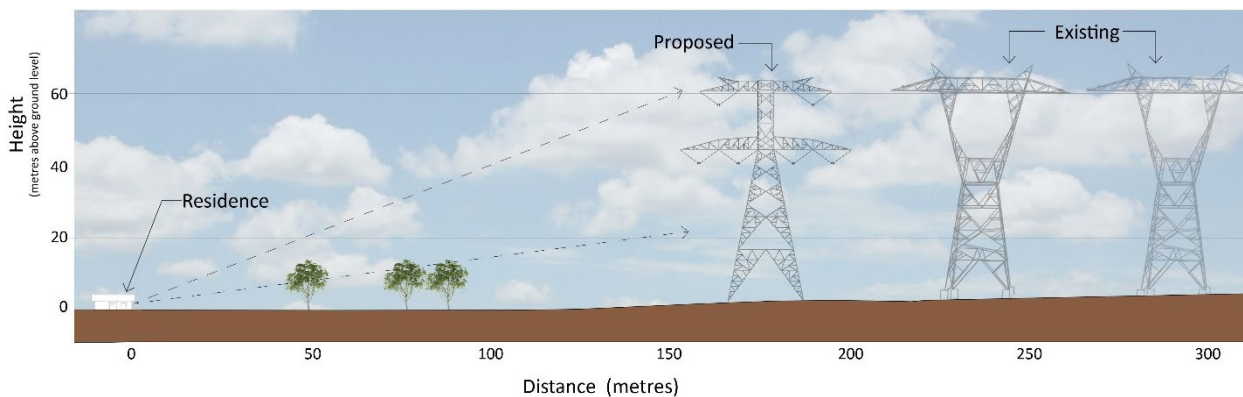 Proposed
Existing
Height
(metres above ground level)
60
40
20
0
Residence
0
50
100
150
200
250
300
Distance (metres)